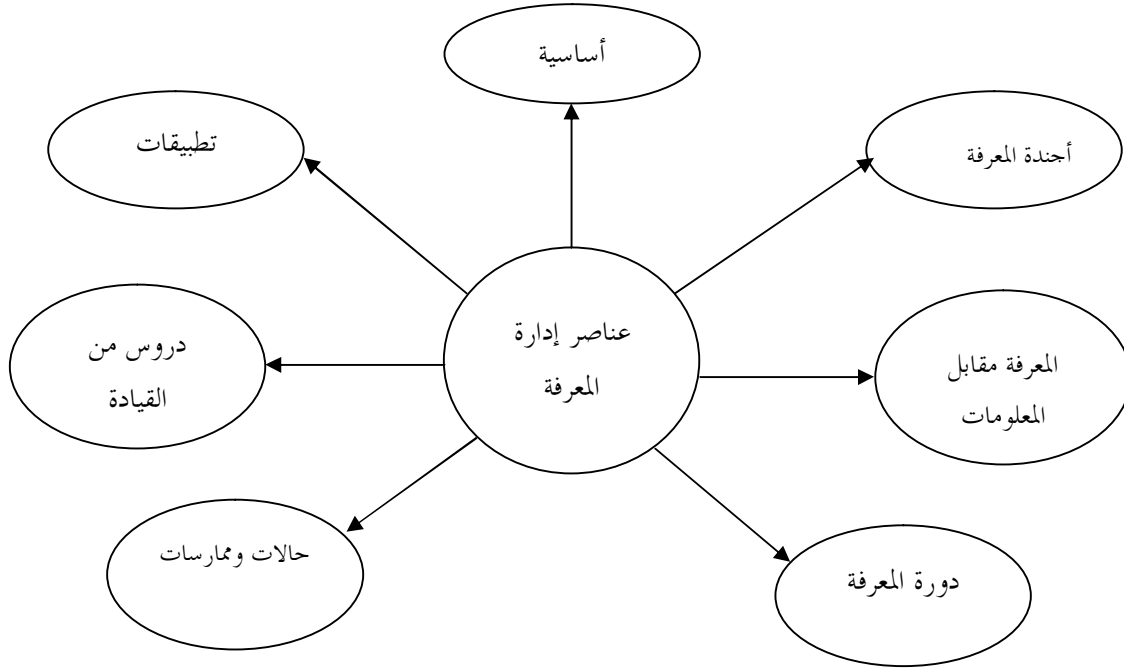 أساسية
تطبيقات
أجندة المعرفة
عناصر إدارة
المعرفة
دروس من
القيادة
المعرفة مقابل
المعلومات
حالات وممارسات
دورة المعرفة